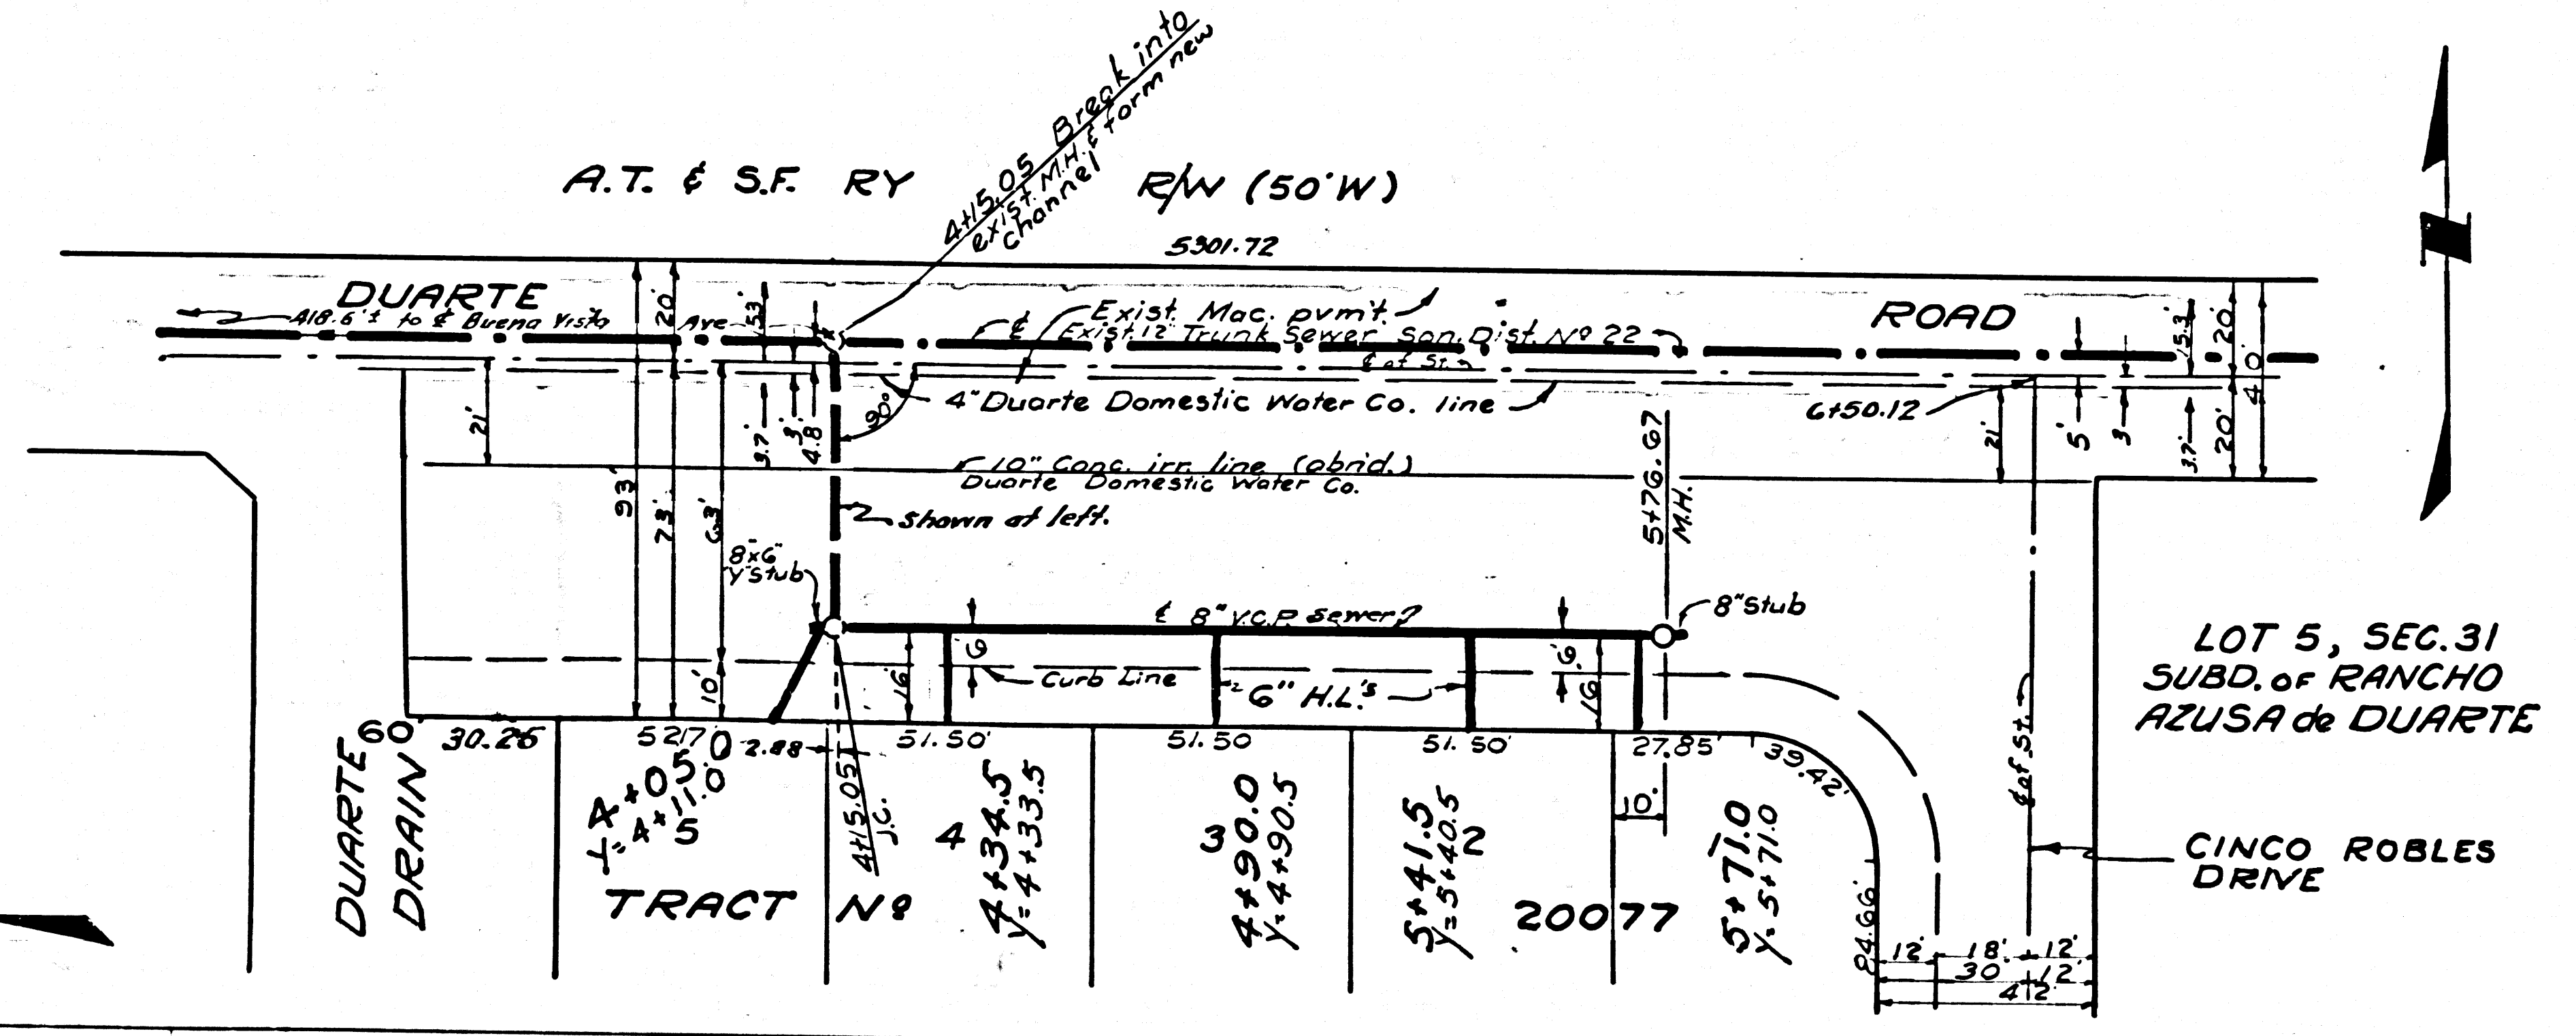 4+15.05 Break into
exist. M.H. & form new
channel
A.T. & S.F. RY R/W (50'W)
5301.72
DUARTE ROAD
418.6'± to ℄ Buena Vista Ave
℄
Exist. Mac. pvm't.
Exist. 12" Trunk Sewer San. Dist. Nº 22
℄ of St.
4" Duarte Domestic Water Co. line
90°
6+50.12
10" Conc. irr. line (abnd.)
Duarte Domestic Water Co.
Shown at left.
21'
93'
20'
73'
63'
10'
53'
3.7'
3'
4.8'
5+76.67
M.H.
21'
5'
3
15.3'
3.7'
20'
20'
40'
N
8"x6"
"Y" Stub
℄ 8" V.C.P. Sewer
8" Stub
6'
16'
Curb Line
6" H.L.'s
6'
16'
LOT 5, SEC. 31
SUBD. OF RANCHO
AZUSA de DUARTE
60'
30.26
52.17
2.88
51.50'
51.50
51.50'
27.85'
39.42'
10'
84.66'
DUARTE
DRAIN
4+05.0
Y=4+11.0
5
4+15.05
J.C.
4
4+34.5
Y=4+33.5
3
4+90.0
Y=4+90.5
5+41.5
Y=5+40.5
2
5+71.0
Y=5+71.0
1
TRACT Nº 20077
℄ of St.
CINCO ROBLES
DRIVE
12' 18' 12'
30 12'
42'